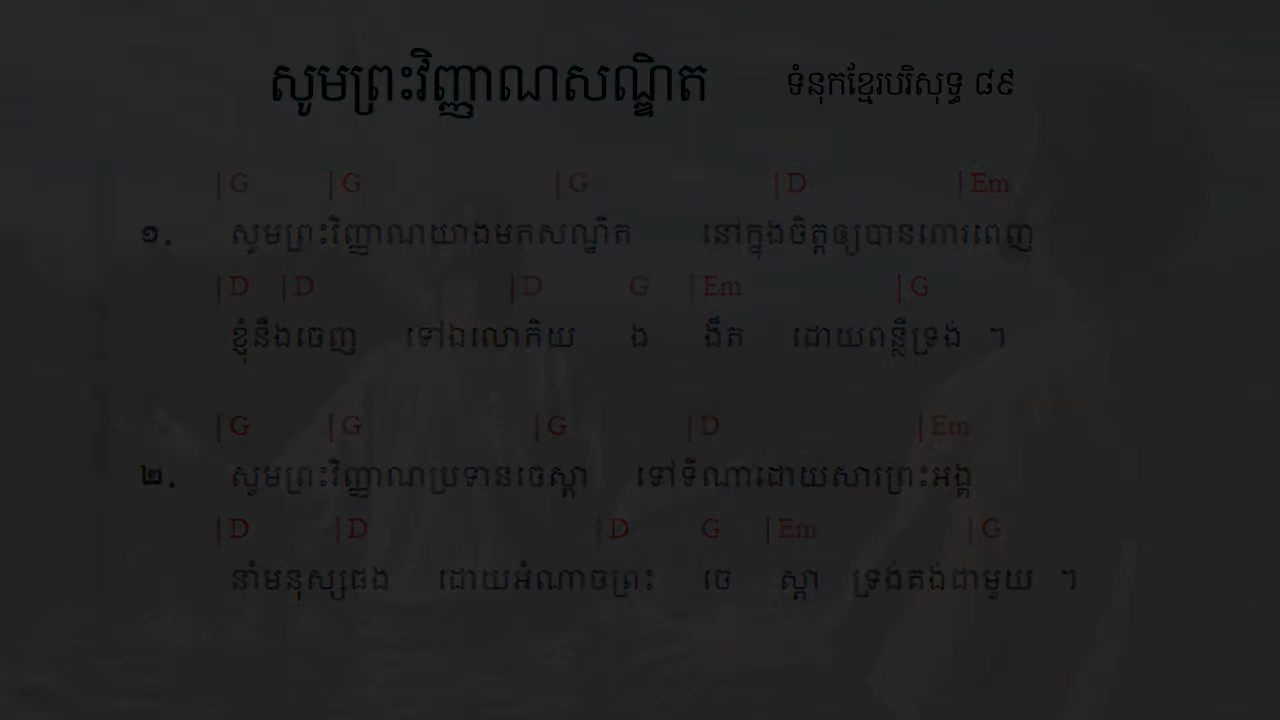 សូមព្រះវិញ្ញាណសណ្ឋិត ទំនុកខ្មែរបរិសុទ្ធ ៨៩
|G |G |G |D |Em
១. សូមព្រះវិញ្ញាណយាងមកសណ្ឋិត នៅក្នុងចិត្តឲ្យបានពោរពេញ
|D |D |D G |Em |G
ខ្ញុំនឹងចេញ ទៅឯលោកិយ ង ងឹត ដោយពន្លឺទ្រង់ ។
|G |G |G |D |Em
២. សូមព្រះវិញ្ញាណប្រទានចេស្តា ទៅទីណាដោយសារព្រះអង្គ
|D |D |D G |Em |G
នាំមនុស្សផង ដោយអំណាចព្រះ ចេ ស្តា ទ្រង់គង់ជាមួយ ។